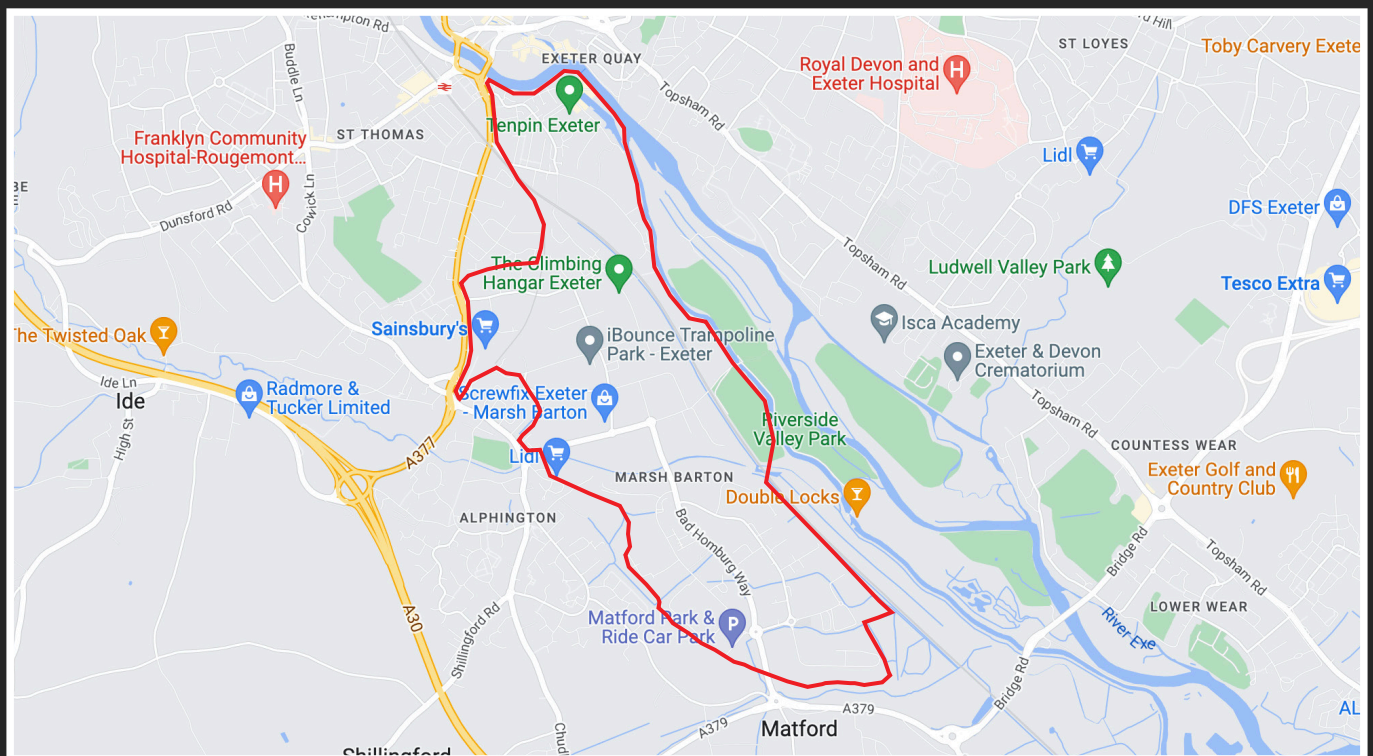 EXETER QUAY
ST LOYES
Toby Carvery Exete
Royal Devon and
Exeter Hospital
Buddle Ln
Topsham Rd
Tenpin Exeter
ST THOMAS
Franklyn Community
Hospital-Rougemont...
Lidl
Cowick Ln
Dunsford Rd
DFS Exeter
Topsham Rd
The Climbing
Hangar Exeter
Ludwell Valley Park
Tesco Extra
Sainsbury's
Isca Academy
The Twisted Oak
iBounce Trampoline
Park - Exeter
Exeter & Devon
Crematorium
Ide Ln
Ide
Radmore &
Tucker Limited
Screwfix Exeter
- Marsh Barton
High St
Topsham Rd
Riverside
Valley Park
A377
COUNTESS WEAR
Lidl
MARSH BARTON
Exeter Golf and
Country Club
Double Locks
ALPHINGTON
Bad Homburg Way
Bridge Rd
Topsham Rd
A30
Shillingford Rd
Matford Park &
Ride Car Park
P
LOWER WEAR
River Exe
Bridge Rd
A379
A379
Matford
AL
Chud
Shillingford